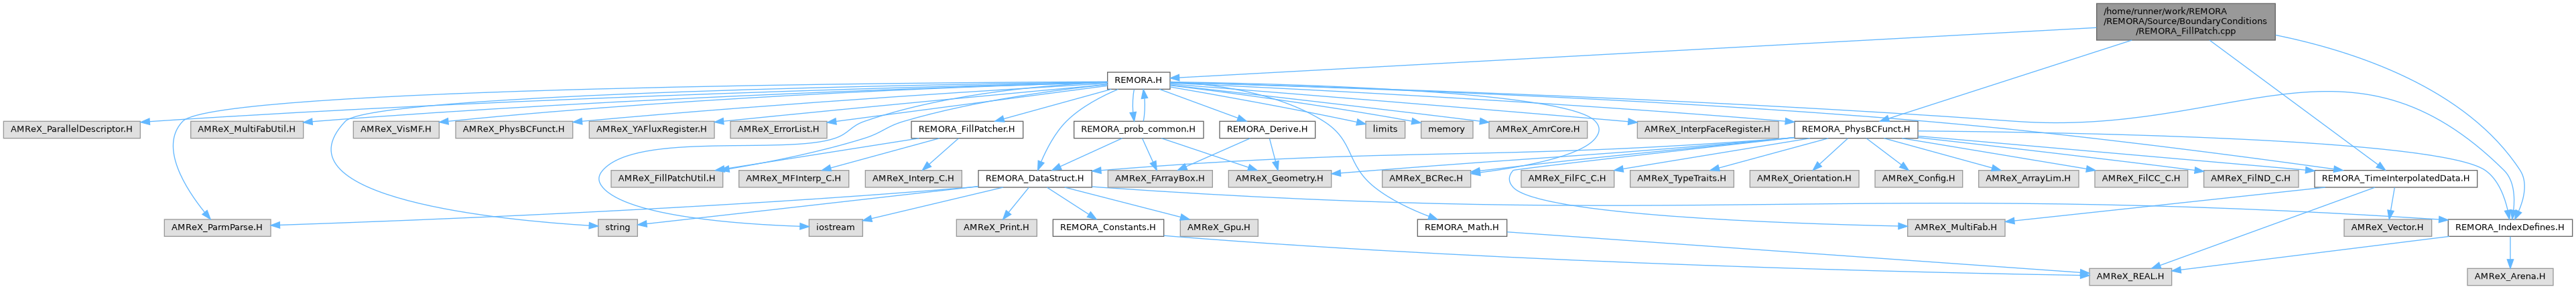 /home/runner/work/REMORA
/REMORA/Source/BoundaryConditions
/REMORA_FillPatch.cpp
REMORA.H
AMReX_ParallelDescriptor.H
AMReX_MultiFabUtil.H
AMReX_VisMF.H
AMReX_PhysBCFunct.H
AMReX_YAFluxRegister.H
AMReX_ErrorList.H
REMORA_FillPatcher.H
REMORA_prob_common.H
REMORA_Derive.H
limits
memory
AMReX_AmrCore.H
AMReX_InterpFaceRegister.H
REMORA_PhysBCFunct.H
AMReX_FillPatchUtil.H
AMReX_MFInterp_C.H
AMReX_Interp_C.H
REMORA_DataStruct.H
AMReX_FArrayBox.H
AMReX_Geometry.H
AMReX_BCRec.H
AMReX_FilFC_C.H
AMReX_TypeTraits.H
AMReX_Orientation.H
AMReX_Config.H
AMReX_ArrayLim.H
AMReX_FilCC_C.H
AMReX_FilND_C.H
REMORA_TimeInterpolatedData.H
AMReX_ParmParse.H
string
iostream
AMReX_Print.H
REMORA_Constants.H
AMReX_Gpu.H
REMORA_Math.H
AMReX_MultiFab.H
AMReX_Vector.H
REMORA_IndexDefines.H
AMReX_REAL.H
AMReX_Arena.H